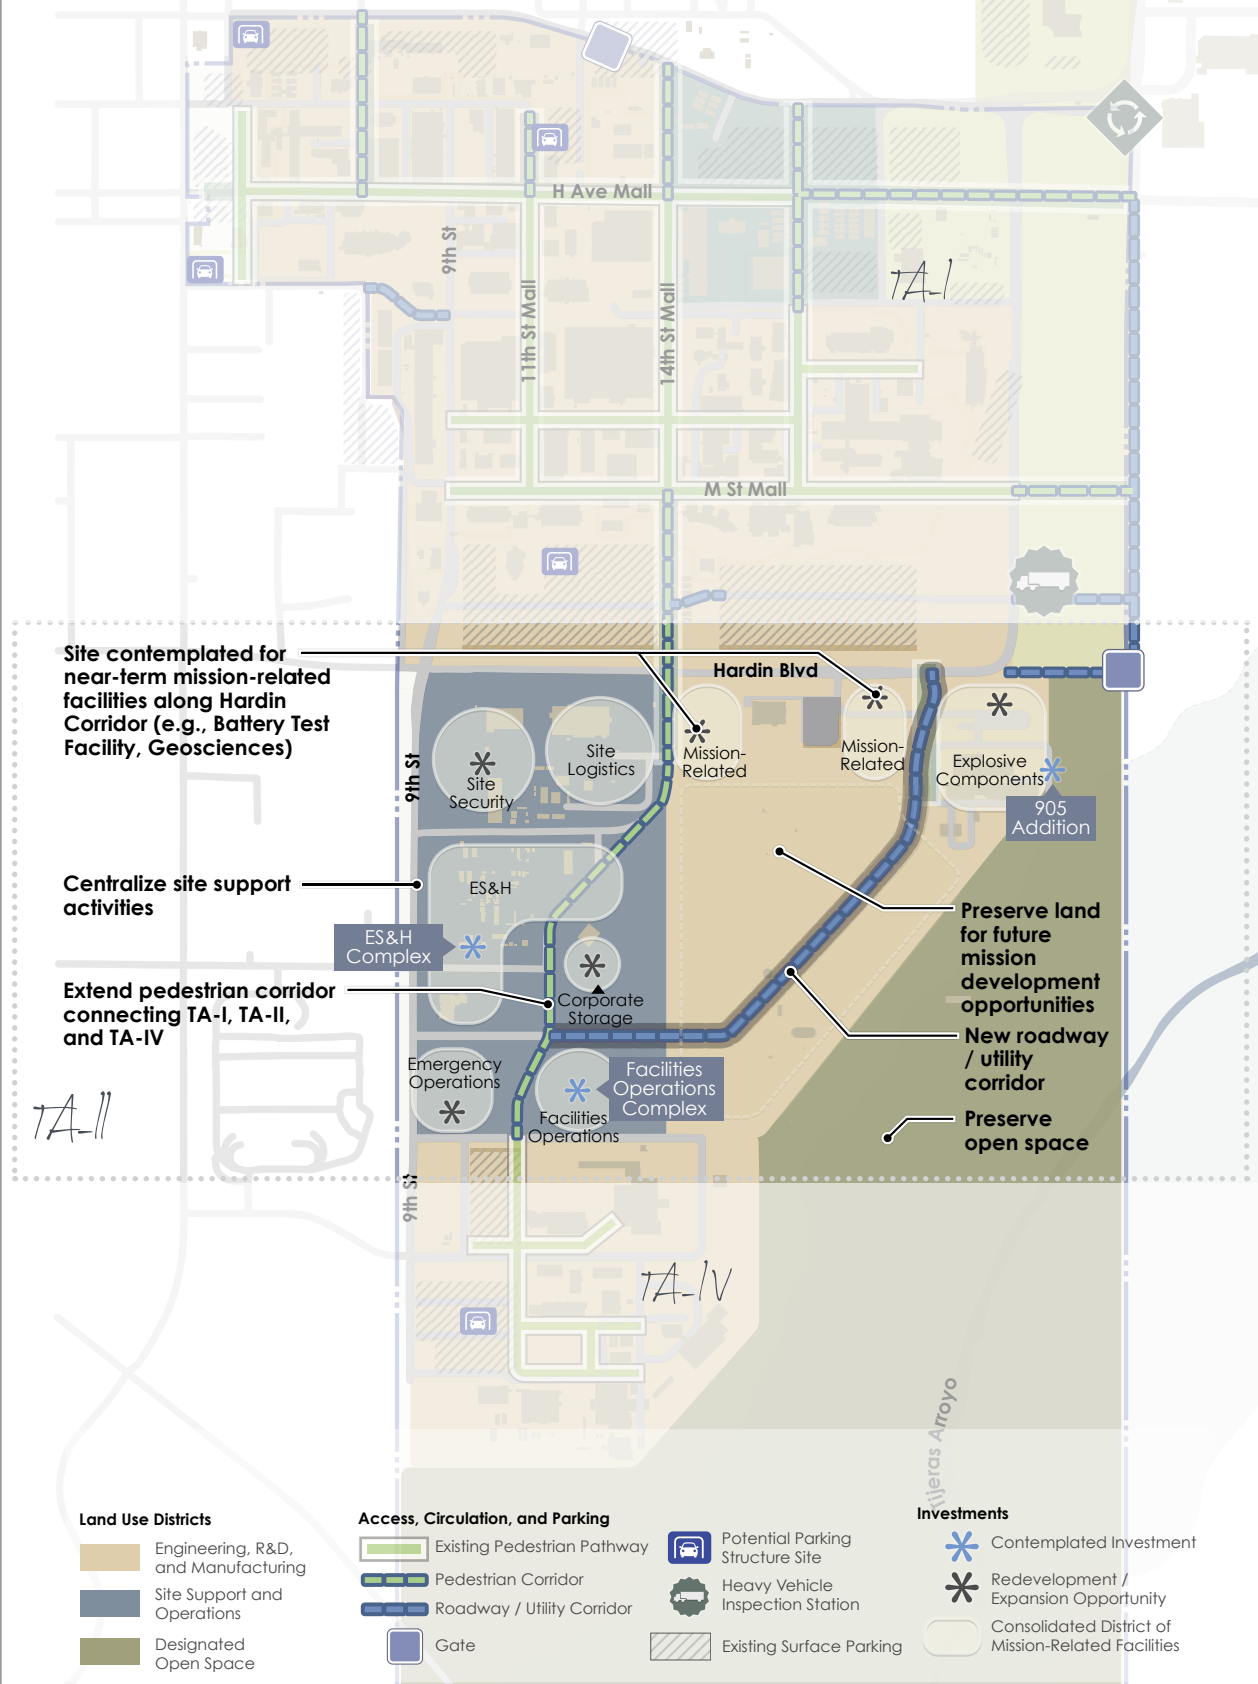 H Ave Mall
9th St
TA-I
11th St Mall
14th St Mall
M St Mall
Site contemplated for
near-term mission-related
facilities along Hardin
Corridor (e.g., Battery Test
Facility, Geosciences)
Hardin Blvd
Mission-
Related
Mission-
Related
Site
Logistics
Site
Security
9th St
Explosive
Components
905
Addition
Centralize site support
activities
ES&H
ES&H
Complex
Preserve land
for future
mission
development
opportunities
Extend pedestrian corridor
connecting TA-I, TA-II,
and TA-IV
Corporate
Storage
New roadway
/ utility
corridor
Emergency
Operations
Facilities
Operations
Complex
Facilities
Operations
TA-II
Preserve
open space
9th St
TA-IV
Tijeras Arroyo
Land Use Districts
Engineering, R&D,
and Manufacturing
Site Support and
Operations
Designated
Open Space
Access, Circulation, and Parking
Existing Pedestrian Pathway
Pedestrian Corridor
Roadway / Utility Corridor
Gate
Potential Parking
Structure Site
Heavy Vehicle
Inspection Station
Existing Surface Parking
Investments
Contemplated Investment
Redevelopment /
Expansion Opportunity
Consolidated District of
Mission-Related Facilities